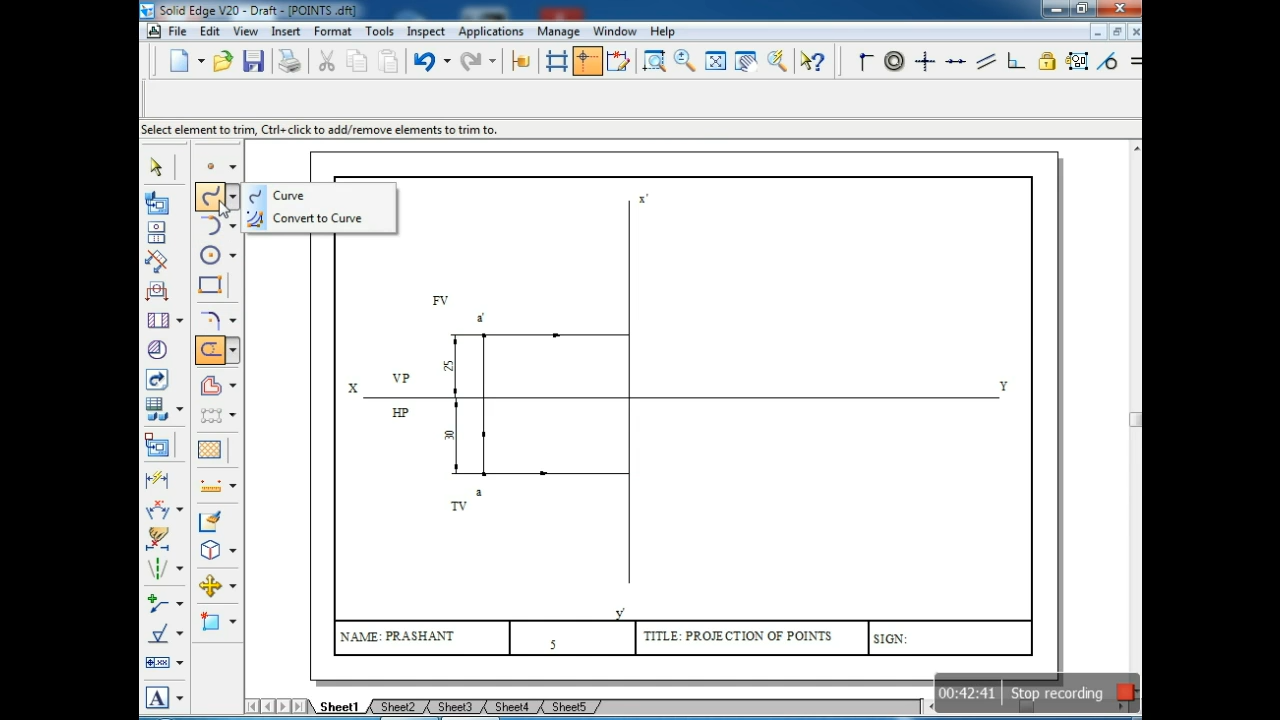 Solid Edge V20 - Draft - [POINTS .dft]
File Edit View Insert Format Tools Inspect Applications Manage Window Help
Select element to trim, Ctrl+click to add/remove elements to trim to.
Curve
Convert to Curve
x'
FV
a'
25
VP
X
Y
HP
30
a
TV
y'
NAME: PRASHANT
5
TITLE: PROJECTION OF POINTS
SIGN:
A
Sheet1 Sheet2 Sheet3 Sheet4 Sheet5
00:42:41 Stop recording